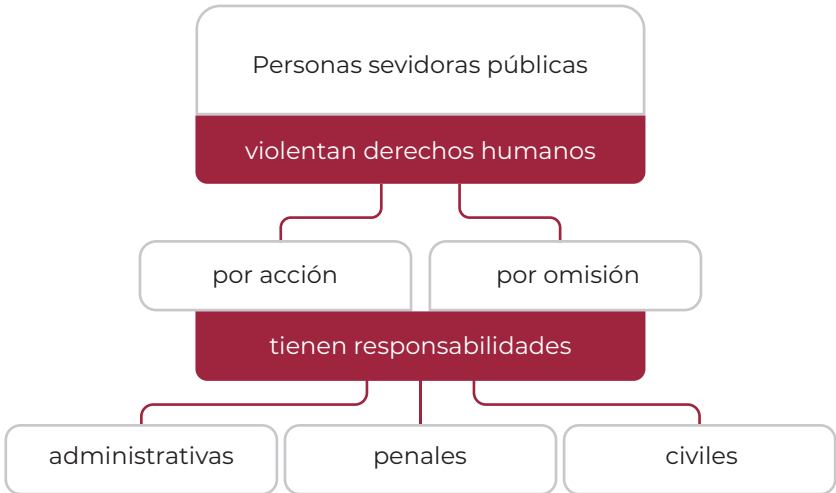 Personas sevidoras públicas
violentan derechos humanos
por acción
por omisión
tienen responsabilidades
administrativas
penales
civiles